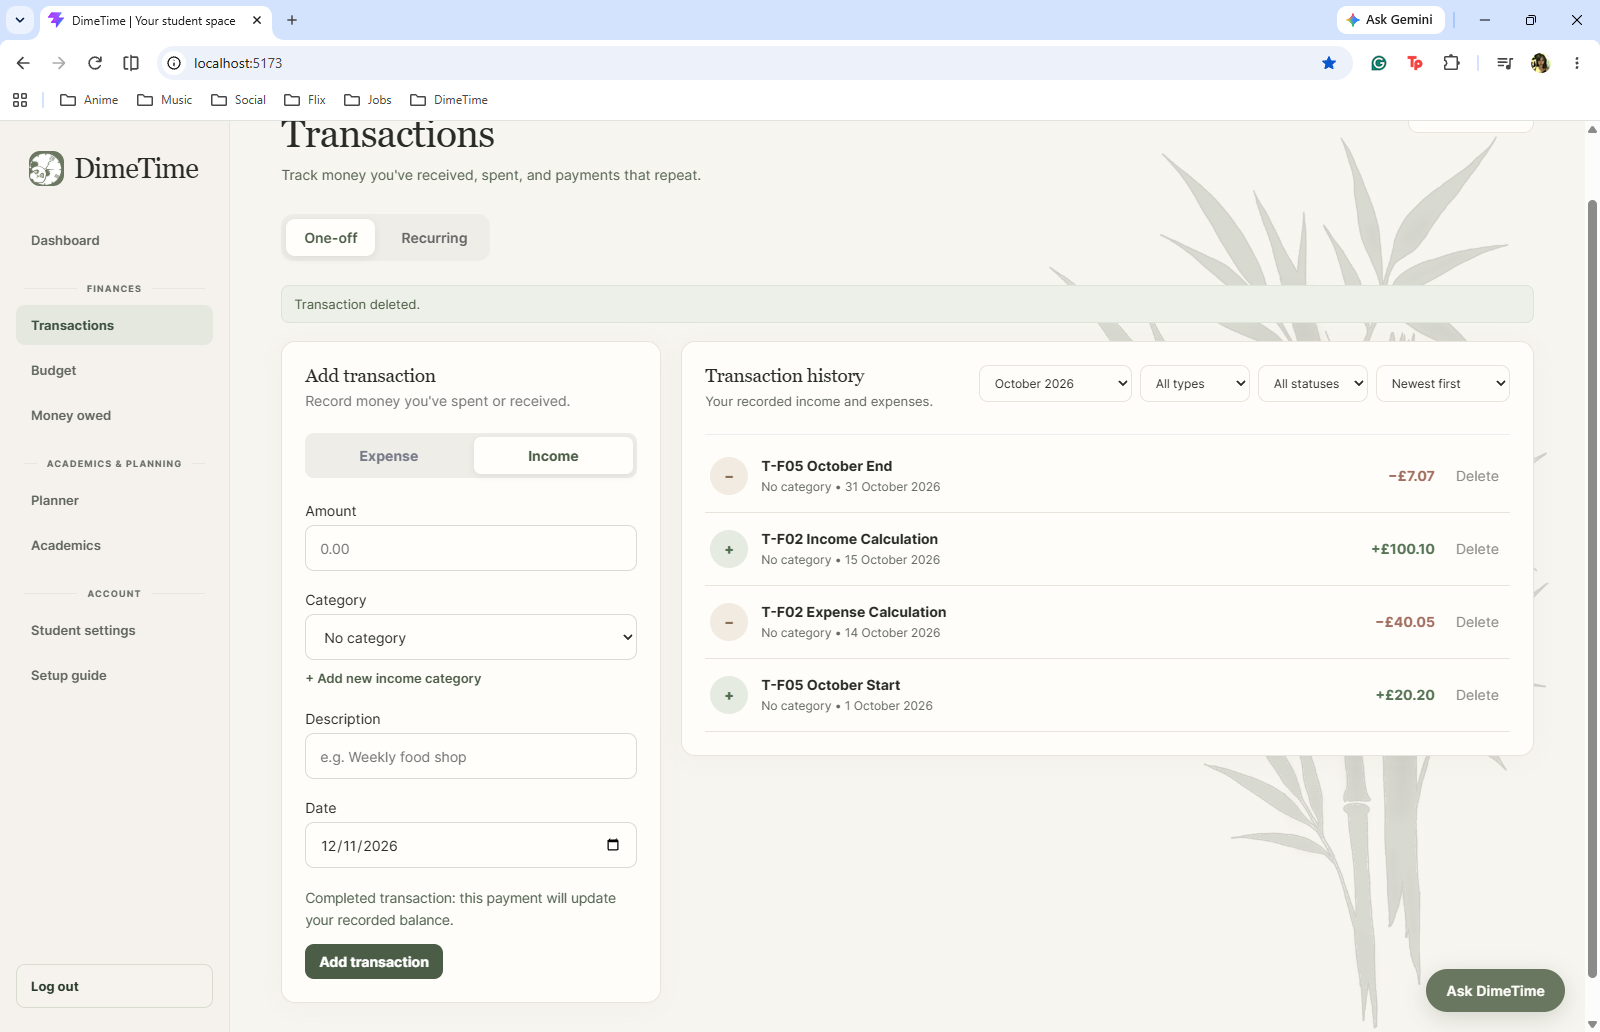 DimeTime | Your student space
Ask Gemini
localhost:5173
Anime
Music
Social
Flix
Jobs
DimeTime
DimeTime
Dashboard
FINANCES
Transactions
Budget
Money owed
ACADEMICS & PLANNING
Planner
Academics
ACCOUNT
Student settings
Setup guide
Log out
Transactions
Track money you've received, spent, and payments that repeat.
One-off
Recurring
Transaction deleted.
Add transaction
Record money you've spent or received.
Expense
Income
Amount
0.00
Category
No category
+ Add new income category
Description
e.g. Weekly food shop
Date
12/11/2026
Completed transaction: this payment will update
your recorded balance.
Add transaction
Transaction history
Your recorded income and expenses.
October 2026
All types
All statuses
Newest first
T-F05 October End
No category • 31 October 2026
−£7.07
Delete
T-F02 Income Calculation
No category • 15 October 2026
+£100.10
Delete
T-F02 Expense Calculation
No category • 14 October 2026
−£40.05
Delete
T-F05 October Start
No category • 1 October 2026
+£20.20
Delete
Ask DimeTime